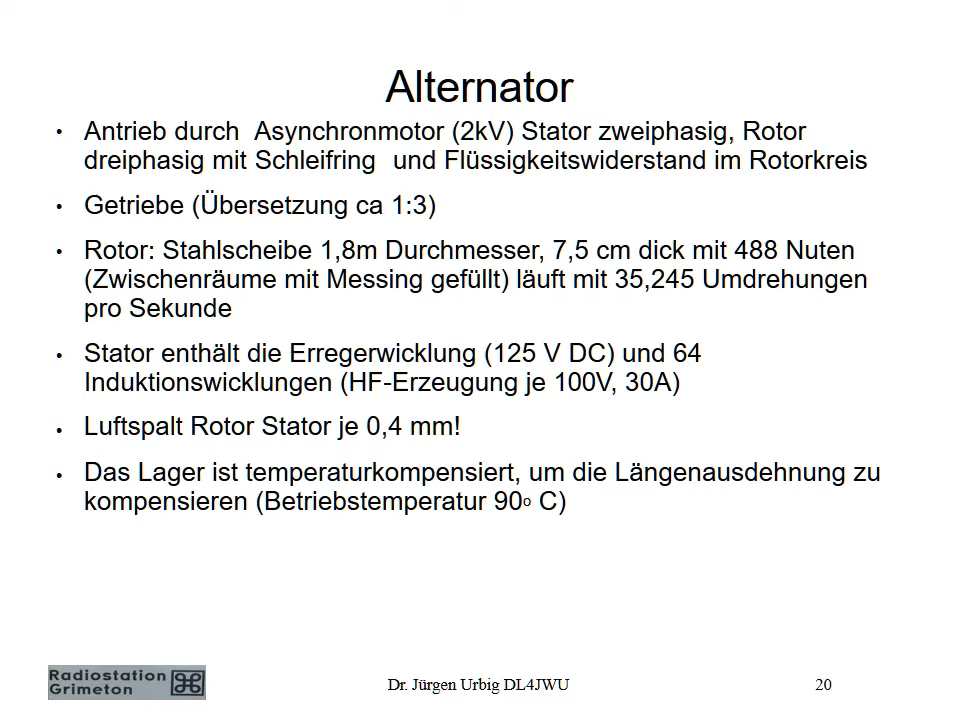 Alternator
• Antrieb durch  Asynchronmotor (2kV) Stator zweiphasig, Rotor
dreiphasig mit Schleifring  und Flüssigkeitswiderstand im Rotorkreis
• Getriebe (Übersetzung ca 1:3)
• Rotor: Stahlscheibe 1,8m Durchmesser, 7,5 cm dick mit 488 Nuten
(Zwischenräume mit Messing gefüllt) läuft mit 35,245 Umdrehungen
pro Sekunde
• Stator enthält die Erregerwicklung (125 V DC) und 64
Induktionswicklungen (HF-Erzeugung je 100V, 30A)
• Luftspalt Rotor Stator je 0,4 mm!
• Das Lager ist temperaturkompensiert, um die Längenausdehnung zu
kompensieren (Betriebstemperatur 90o C)
Radiostation
Grimeton
Dr. Jürgen Urbig DL4JWU
20